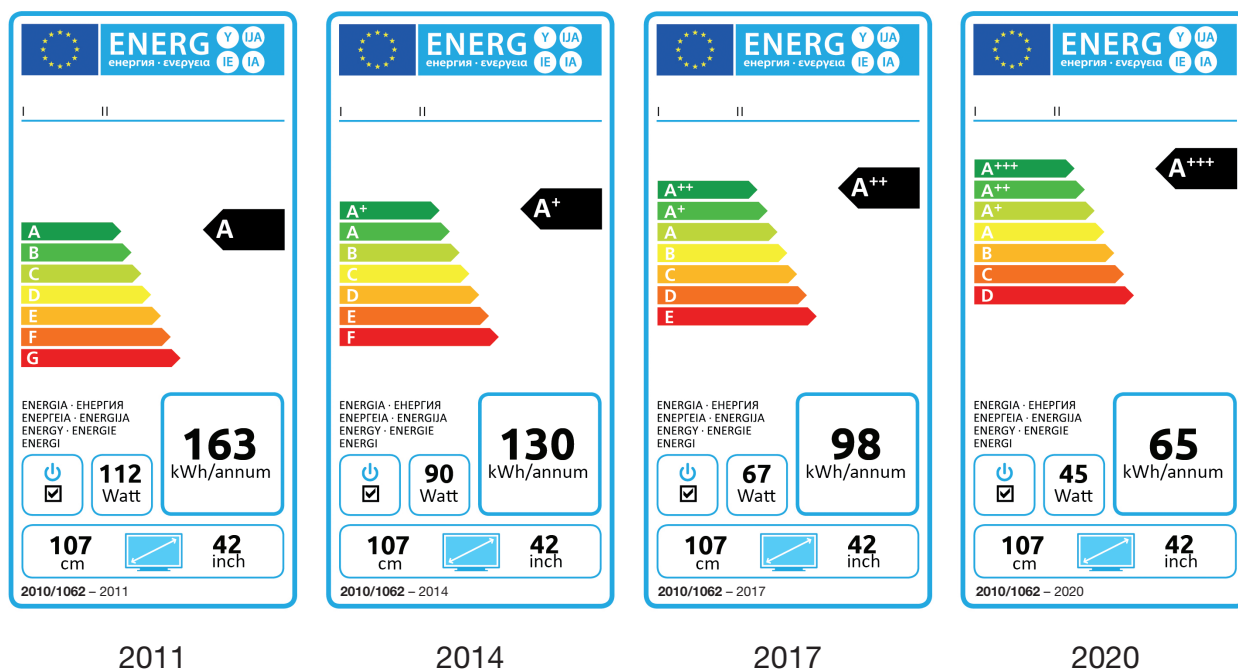 ENERG Y IJA
енергия · ενεργεια IE IA
I II
A
A
B
C
D
E
F
G
ENERGIA · ЕНЕРГИЯ
ΕΝΕΡΓΕΙΑ · ENERGIJA
ENERGY · ENERGIE
ENERGI
163
kWh/annum
112
Watt
107
cm
42
inch
2010/1062 – 2011
2011
ENERG Y IJA
енергия · ενεργεια IE IA
I II
A+
A+
A
B
C
D
E
F
ENERGIA · ЕНЕРГИЯ
ΕΝΕΡΓΕΙΑ · ENERGIJA
ENERGY · ENERGIE
ENERGI
130
kWh/annum
90
Watt
107
cm
42
inch
2010/1062 – 2014
2014
ENERG Y IJA
енергия · ενεργεια IE IA
I II
A++
A++
A+
A
B
C
D
E
ENERGIA · ЕНЕРГИЯ
ΕΝΕΡΓΕΙΑ · ENERGIJA
ENERGY · ENERGIE
ENERGI
98
kWh/annum
67
Watt
107
cm
42
inch
2010/1062 – 2017
2017
ENERG Y IJA
енергия · ενεργεια IE IA
I II
A+++
A+++
A++
A+
A
B
C
D
ENERGIA · ЕНЕРГИЯ
ΕΝΕΡΓΕΙΑ · ENERGIJA
ENERGY · ENERGIE
ENERGI
65
kWh/annum
45
Watt
107
cm
42
inch
2010/1062 – 2020
2020